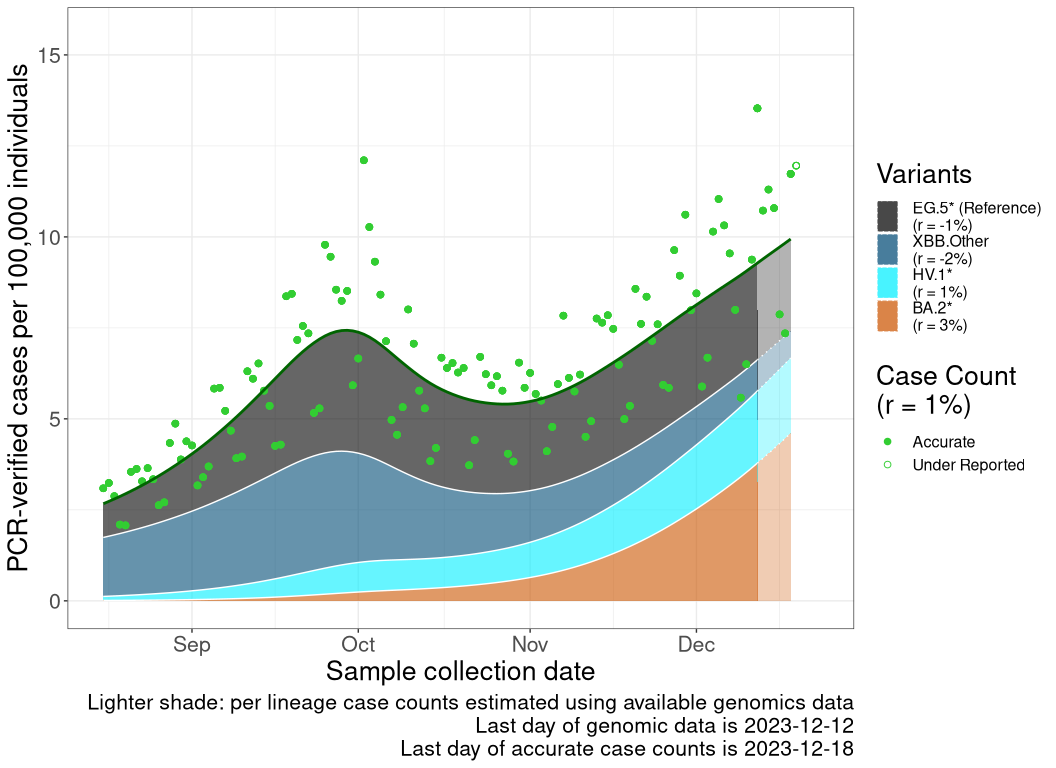 PCR-verified cases per 100,000 individuals
15
10
5
0
Sep
Oct
Nov
Dec
Sample collection date
Lighter shade: per lineage case counts estimated using available genomics data
Last day of genomic data is 2023-12-12
Last day of accurate case counts is 2023-12-18
Variants
EG.5* (Reference)
(r = -1%)
XBB.Other
(r = -2%)
HV.1*
(r = 1%)
BA.2*
(r = 3%)
Case Count
(r = 1%)
Accurate
Under Reported